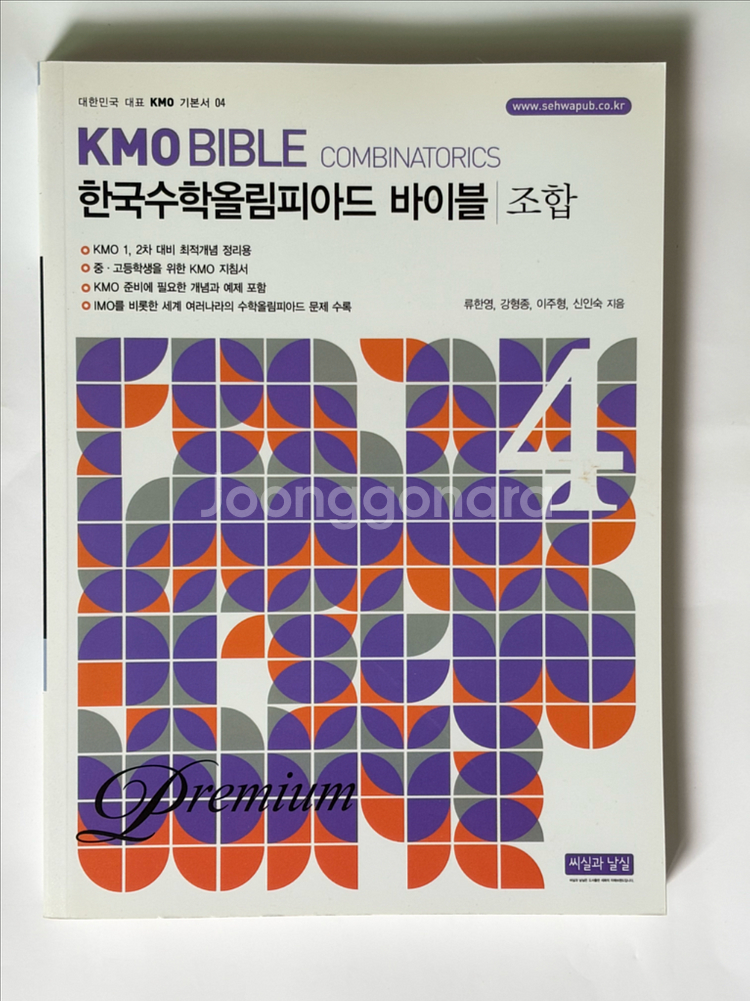 대한민국 대표 KMO 기본서 04
www.sehwapub.co.kr
KMO BIBLE COMBINATORICS
한국수학올림피아드 바이블 조합
KMO 1, 2차 대비 최적개념 정리용
중·고등학생을 위한 KMO 지침서
KMO 준비에 필요한 개념과 예제 포함
IMO를 비롯한 세계 여러나라의 수학올림피아드 문제 수록
류한영, 강형종, 이주형, 신인숙 지음
4
Joonggonara
Premium
씨실과 날실